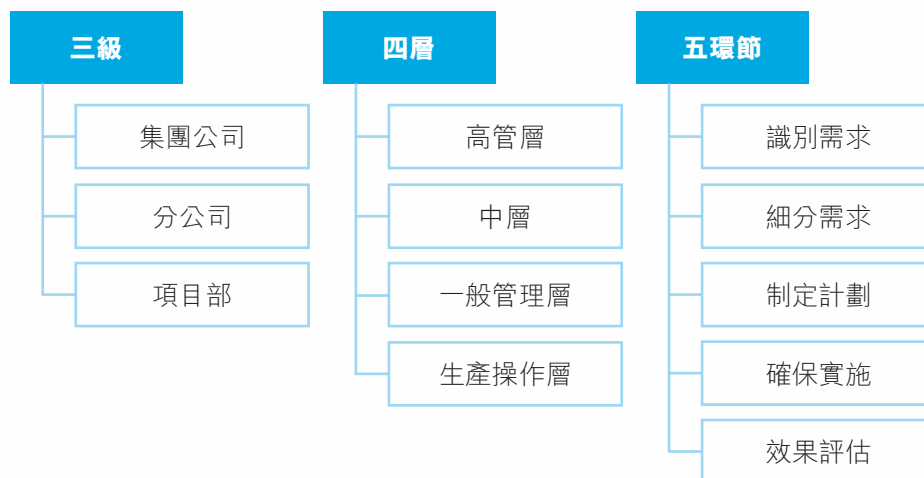 三級
集團公司
分公司
項目部
四層
高管層
中層
一般管理層
生產操作層
五環節
識別需求
細分需求
制定計劃
確保實施
效果評估